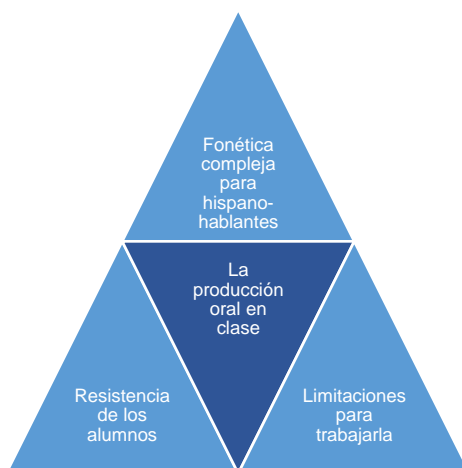 Fonética
compleja
para
hispano-
hablantes
La
producción
oral en
clase
Resistencia
de los
alumnos
Limitaciones
para
trabajarla